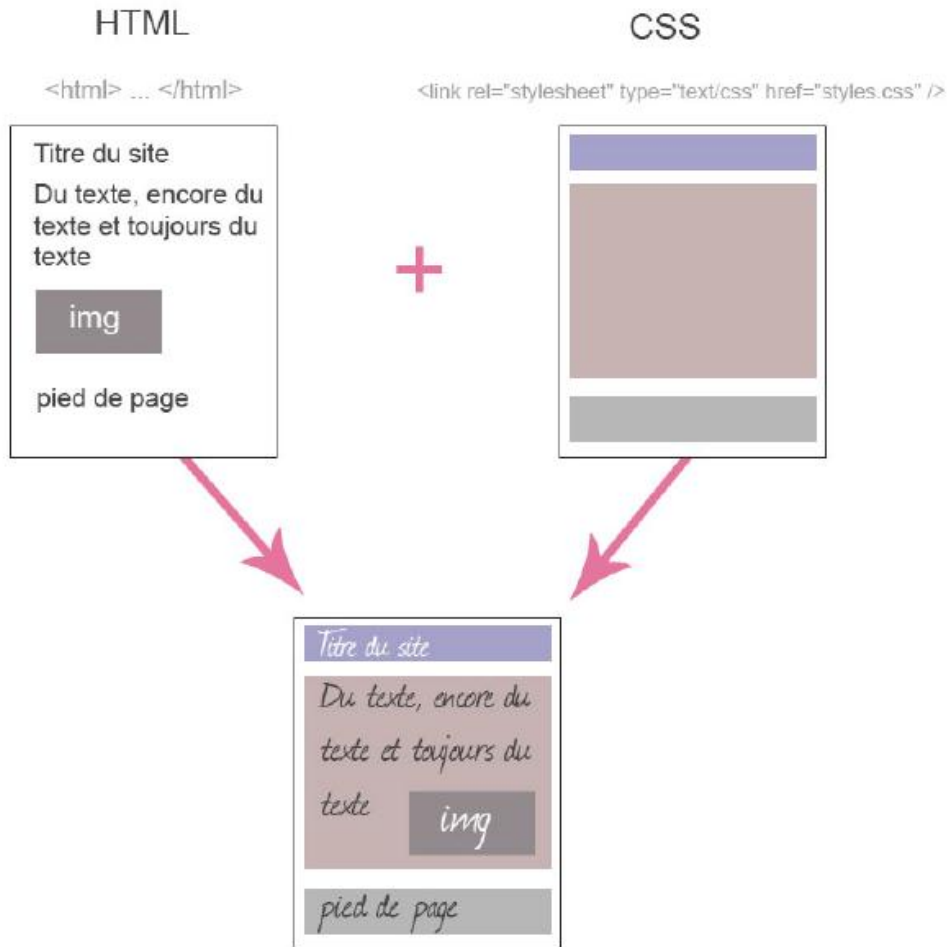 HTML
CSS
<html> ... </html>
<link rel="stylesheet" type="text/css" href="styles.css" />
Titre du site
Du texte, encore du
texte et toujours du
texte
img
pied de page
+
Titre du site
Du texte, encore du
texte et toujours du
texte
img
pied de page